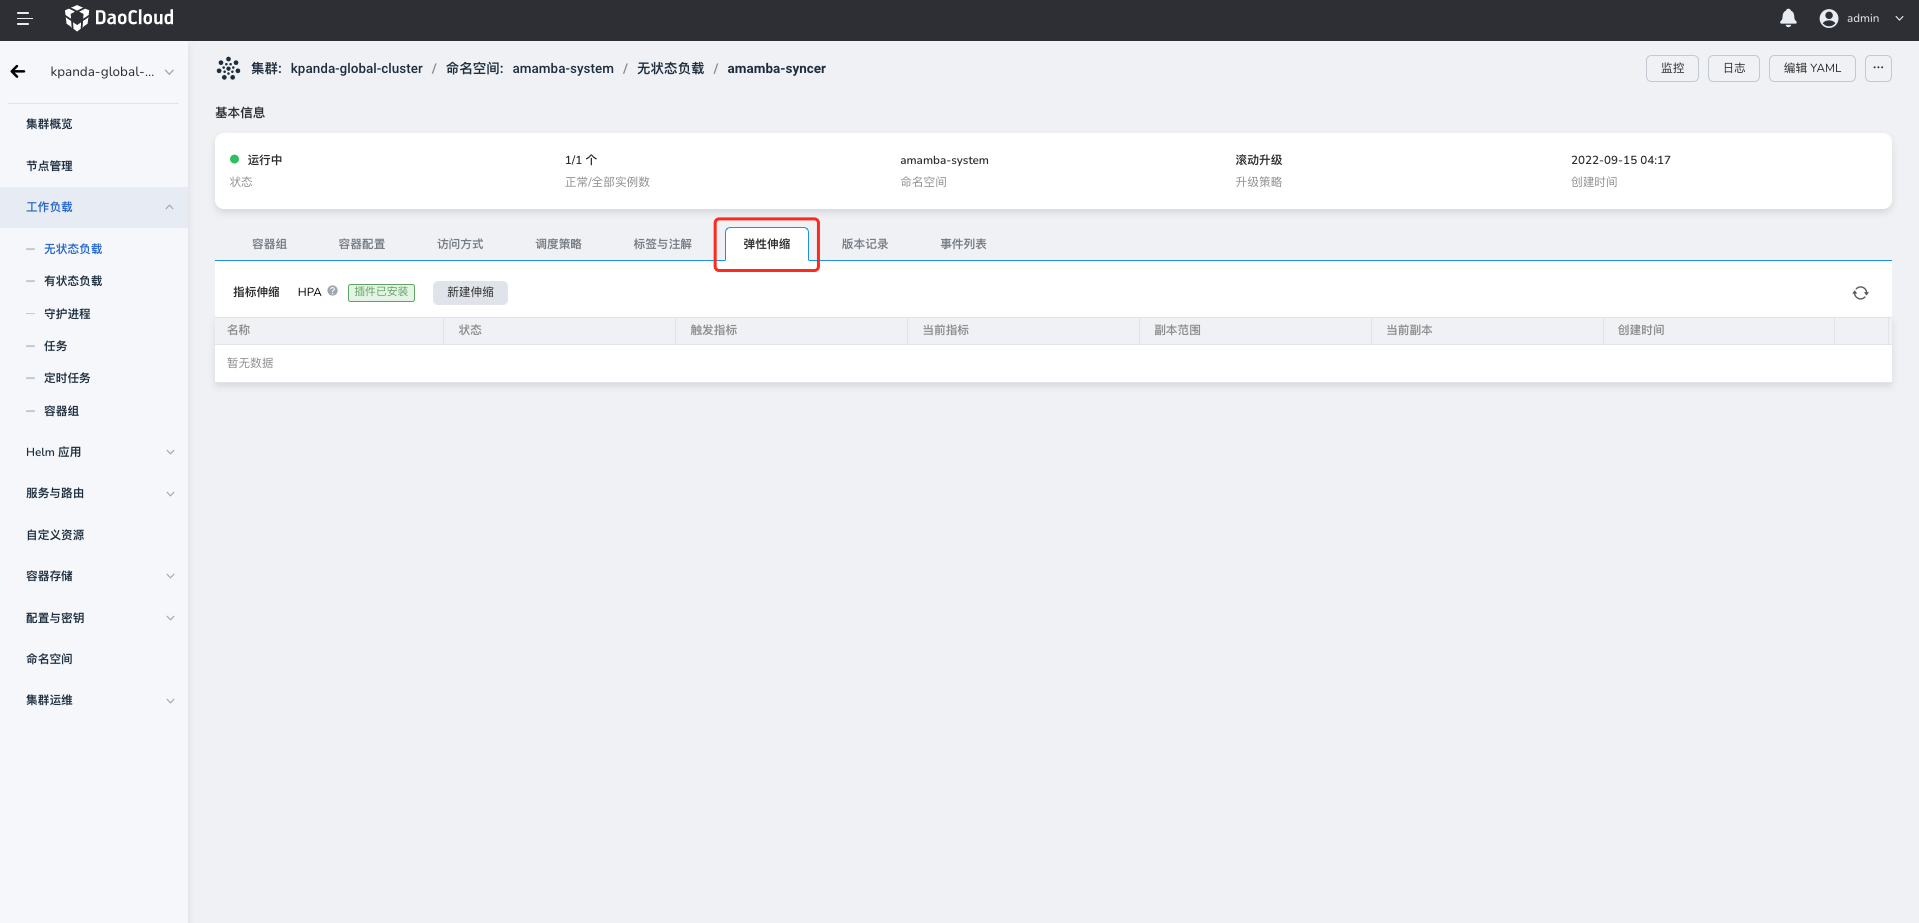 DaoCloud
admin
kpanda-global-...
集群概览
节点管理
工作负载
无状态负载
有状态负载
守护进程
任务
定时任务
容器组
Helm 应用
服务与路由
自定义资源
容器存储
配置与密钥
命名空间
集群运维
集群: kpanda-global-cluster / 命名空间: amamba-system / 无状态负载 / amamba-syncer
监控 日志 编辑 YAML ...
基本信息
运行中 1/1 个 amamba-system 滚动升级 2022-09-15 04:17
状态 正常/全部实例数 命名空间 升级策略 创建时间
容器组 容器配置 访问方式 调度策略 标签与注解 弹性伸缩 版本记录 事件列表
指标伸缩 HPA ? 插件已安装 新建伸缩
名称 状态 触发指标 当前指标 副本范围 当前副本 创建时间
暂无数据